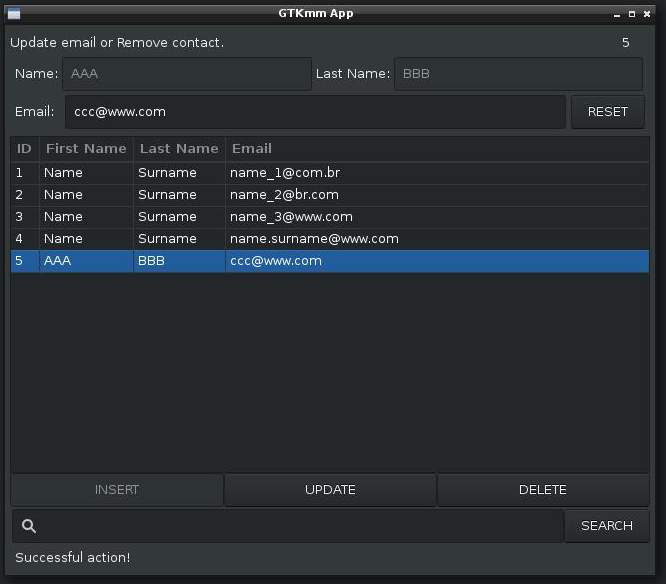 GTKmm App
Update email or Remove contact. 5
Name: AAA Last Name: BBB
Email: ccc@www.com RESET
ID First Name Last Name Email
1 Name Surname name_1@com.br
2 Name Surname name_2@br.com
3 Name Surname name_3@www.com
4 Name Surname name.surname@www.com
5 AAA BBB ccc@www.com
INSERT UPDATE DELETE
SEARCH
Successful action!